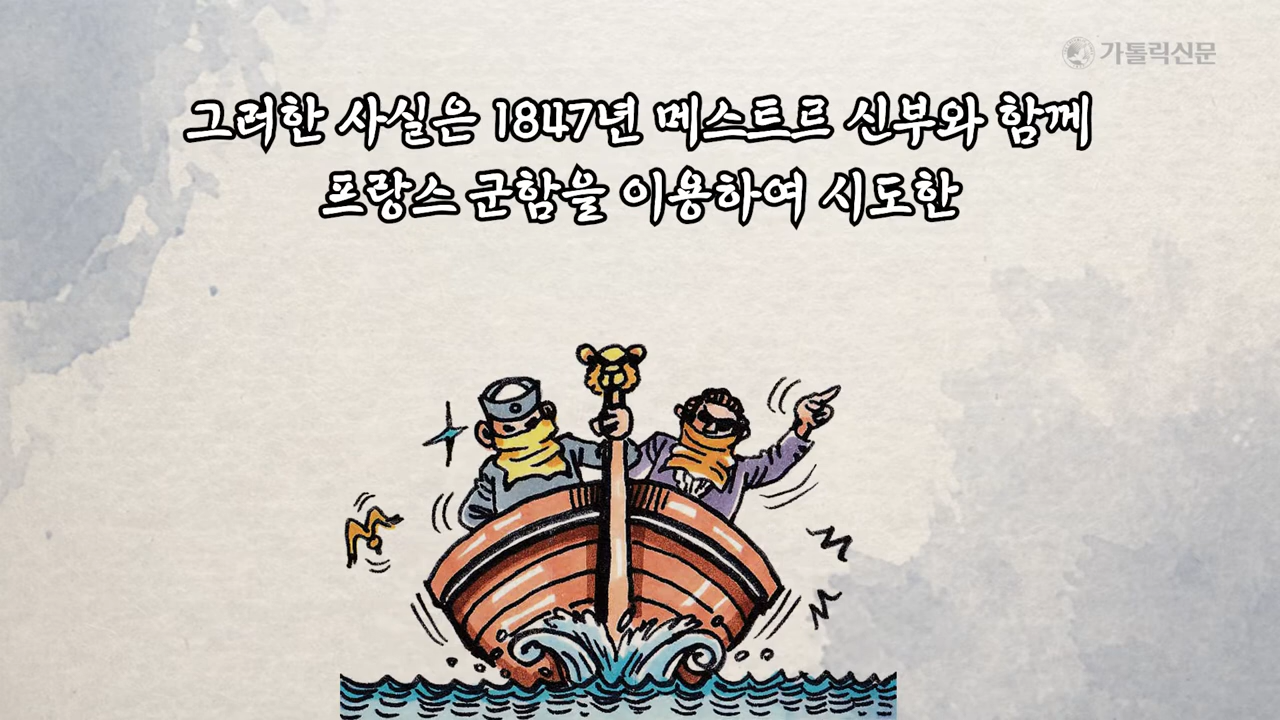 가톨릭신문
그러한 사실은 1847년 메스트르 신부와 함께
프랑스 군함을 이용하여 시도한